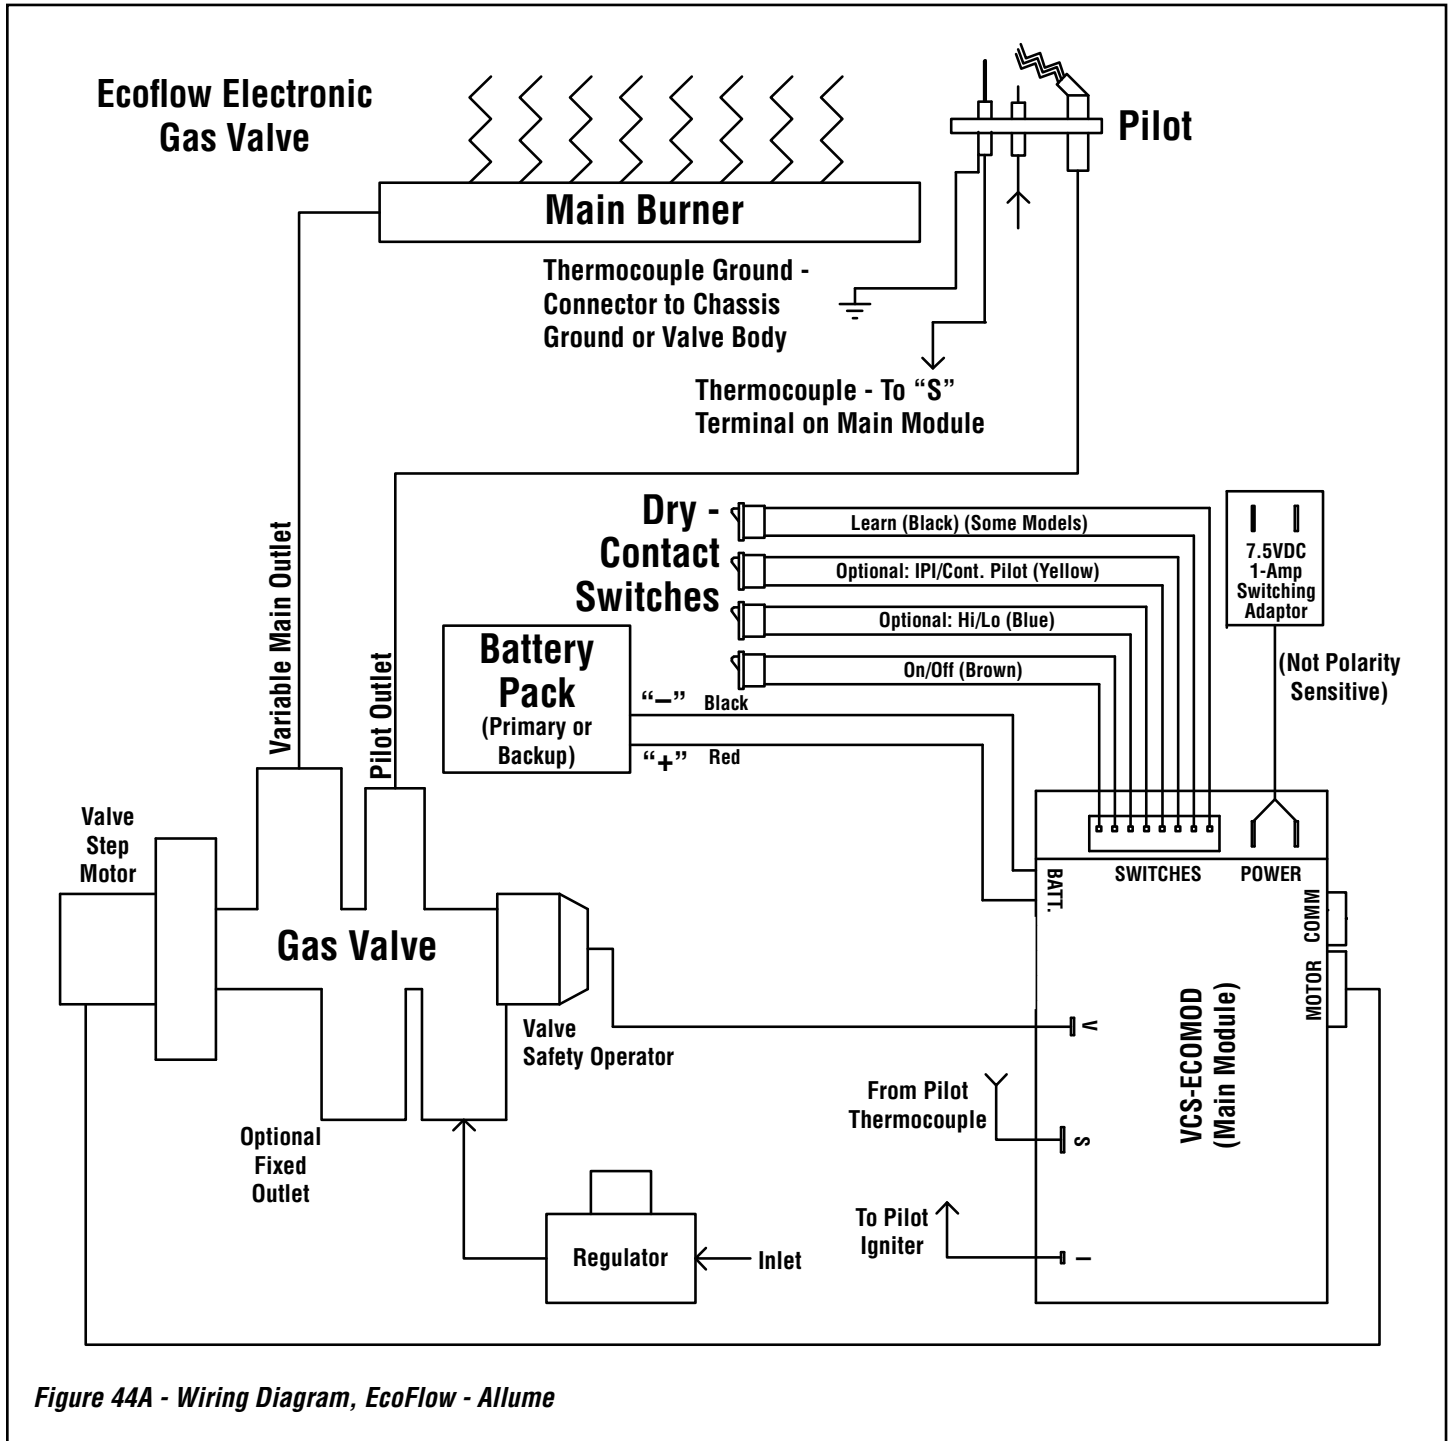 Ecoflow Electronic
Gas Valve
Pilot
Main Burner
Thermocouple Ground -
Connector to Chassis
Ground or Valve Body
Thermocouple - To “S”
Terminal on Main Module
Variable Main Outlet
Pilot Outlet
Dry -
Contact
Switches
Learn (Black) (Some Models)
Optional: IPI/Cont. Pilot (Yellow)
Optional: Hi/Lo (Blue)
On/Off (Brown)
7.5VDC
1-Amp
Switching
Adaptor
(Not Polarity
Sensitive)
Battery
Pack
(Primary or
Backup)
“–” Black
“+” Red
Valve
Step
Motor
Gas Valve
Valve
Safety Operator
Optional
Fixed
Outlet
Regulator
Inlet
SWITCHES
POWER
BATT.
COMM
MOTOR
VCS-ECOMOD
(Main Module)
V
From Pilot
Thermocouple
S
To Pilot
Igniter
I
Figure 44A - Wiring Diagram, EcoFlow - Allume